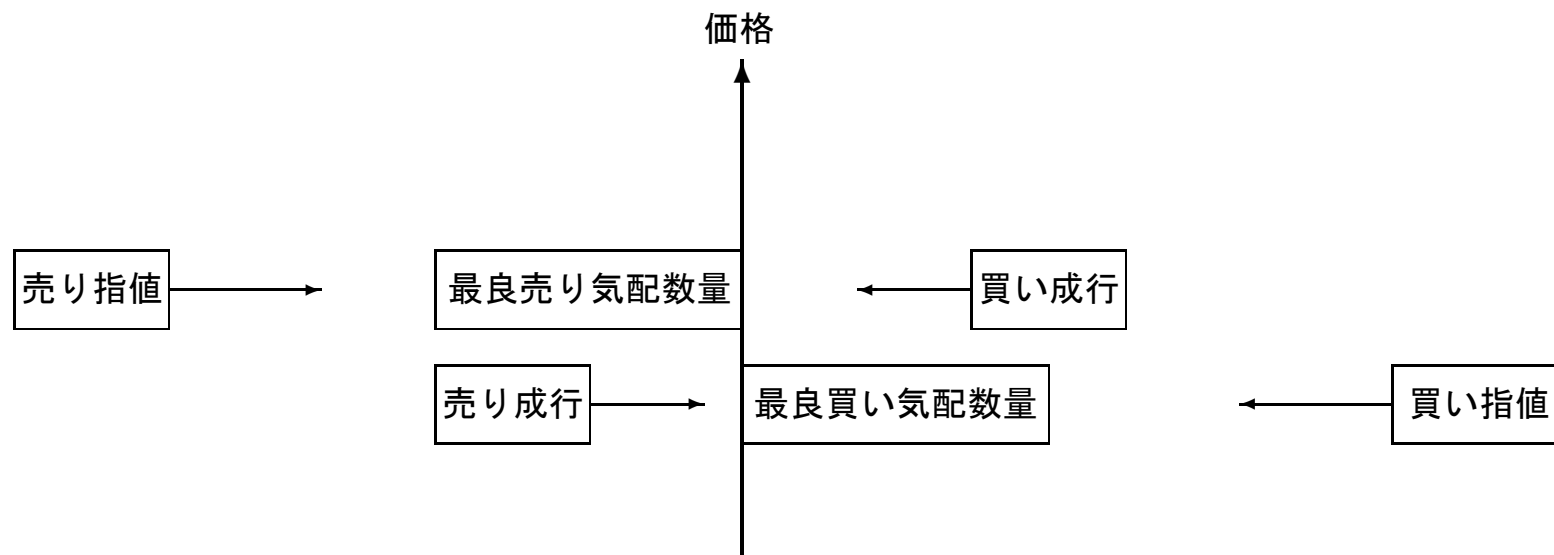 価格
売り指値
最良売り気配数量
買い成行
売り成行
最良買い気配数量
買い指値